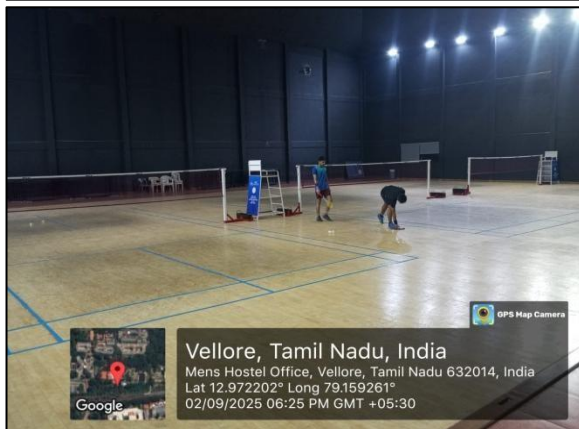 GPS Map Camera
Vellore, Tamil Nadu, India
Mens Hostel Office, Vellore, Tamil Nadu 632014, India
Lat 12.972202° Long 79.159261°
02/09/2025 06:25 PM GMT +05:30
Google